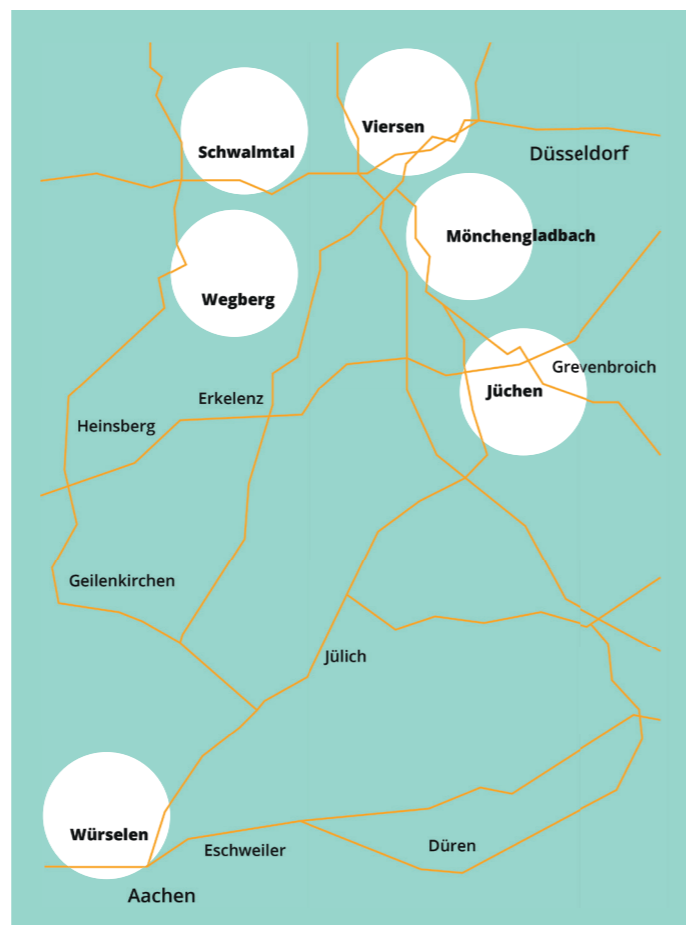 Viersen
Schwalmtal
Düsseldorf
Mönchengladbach
Wegberg
Grevenbroich
Jüchen
Erkelenz
Heinsberg
Geilenkirchen
Jülich
Würselen
Eschweiler
Düren
Aachen